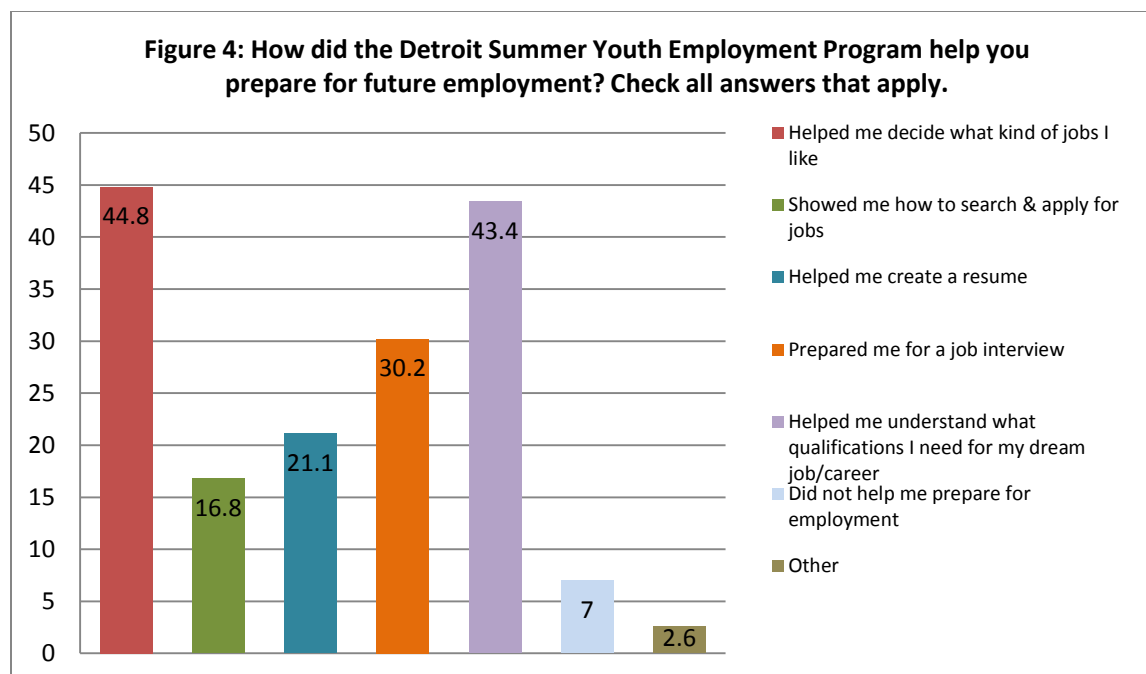 Figure 4: How did the Detroit Summer Youth Employment Program help you
prepare for future employment? Check all answers that apply.
50
45
40
35
30
25
20
15
10
5
0
44.8
16.8
21.1
30.2
43.4
7
2.6
Helped me decide what kind of jobs I
like
Showed me how to search & apply for
jobs
Helped me create a resume
Prepared me for a job interview
Helped me understand what
qualifications I need for my dream
job/career
Did not help me prepare for
employment
Other